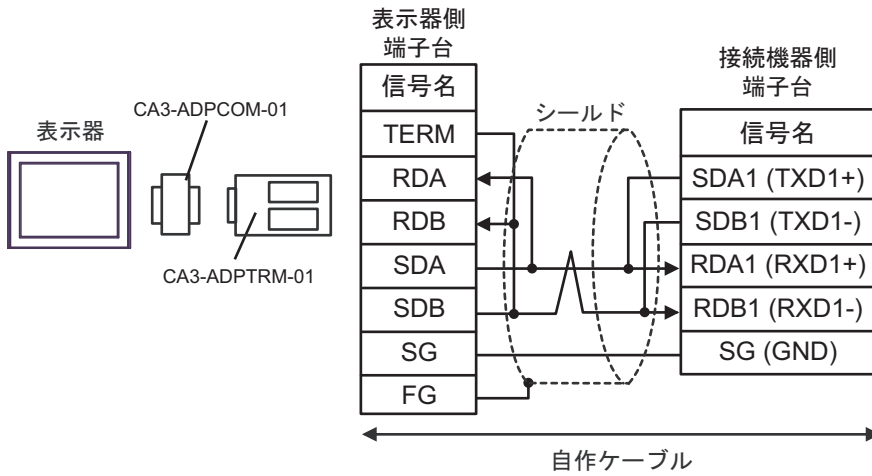 表示器
CA3-ADPCOM-01
CA3-ADPTRM-01
表示器側
端子台
信号名
TERM
RDA
RDB
SDA
SDB
SG
FG
シールド
接続機器側
端子台
信号名
SDA1 (TXD1+)
SDB1 (TXD1-)
RDA1 (RXD1+)
RDB1 (RXD1-)
SG (GND)
自作ケーブル